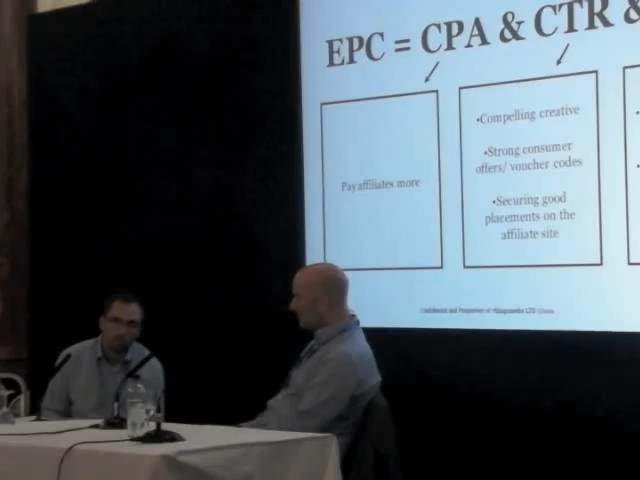 EPC = CPA & CTR &
Pay affiliates more
•Compelling creative
•Strong consumer
offers/ voucher codes
•Securing good
placements on the
affiliate site